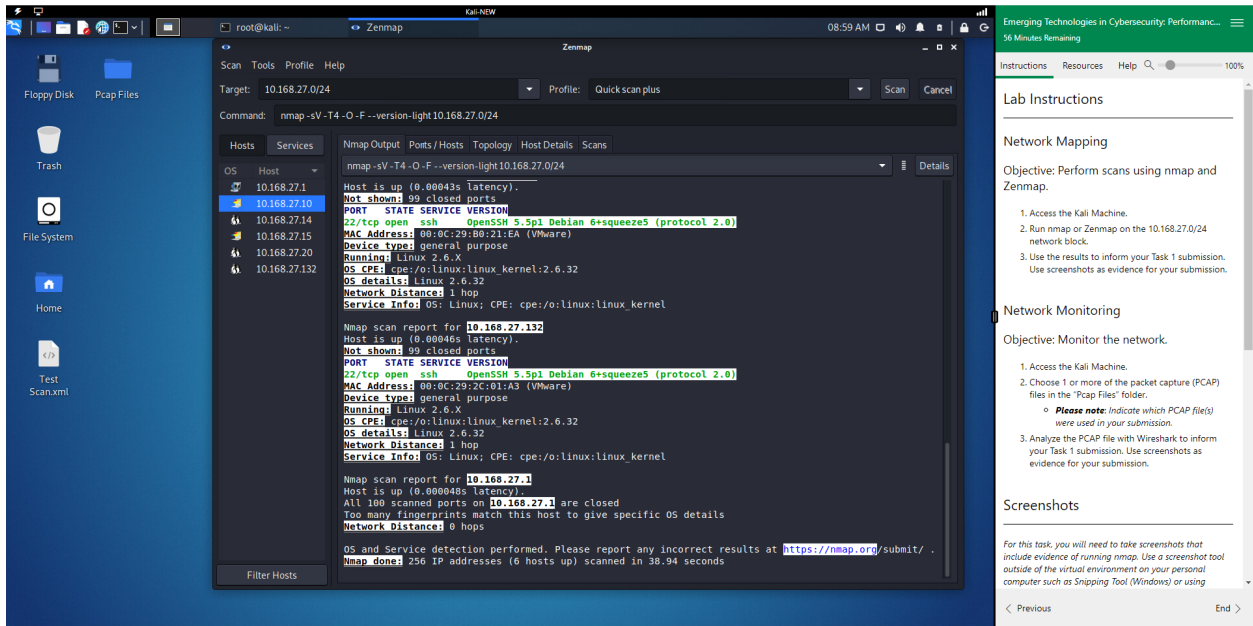 Kali-NEW
root@kali: ~
Zenmap
08:59 AM
Floppy Disk
Pcap Files
Trash
File System
Home
Test
Scan.xml
Zenmap
Scan Tools Profile Help
Target: 10.168.27.0/24 Profile: Quick scan plus Scan Cancel
Command: nmap -sV -T4 -O -F --version-light 10.168.27.0/24
Hosts Services
OS Host
10.168.27.1
10.168.27.10
10.168.27.14
10.168.27.15
10.168.27.20
10.168.27.132
Filter Hosts
Nmap Output Ports / Hosts Topology Host Details Scans
nmap -sV -T4 -O -F --version-light 10.168.27.0/24 Details
Host is up (0.00043s latency).
Not shown: 99 closed ports
PORT STATE SERVICE VERSION
22/tcp open ssh OpenSSH 5.5p1 Debian 6+squeeze5 (protocol 2.0)
MAC Address: 00:0C:29:B0:21:EA (VMware)
Device type: general purpose
Running: Linux 2.6.X
OS CPE: cpe:/o:linux:linux_kernel:2.6.32
OS details: Linux 2.6.32
Network Distance: 1 hop
Service Info: OS: Linux; CPE: cpe:/o:linux:linux_kernel
Nmap scan report for 10.168.27.132
Host is up (0.00046s latency).
Not shown: 99 closed ports
PORT STATE SERVICE VERSION
22/tcp open ssh OpenSSH 5.5p1 Debian 6+squeeze5 (protocol 2.0)
MAC Address: 00:0C:29:2C:01:A3 (VMware)
Device type: general purpose
Running: Linux 2.6.X
OS CPE: cpe:/o:linux:linux_kernel:2.6.32
OS details: Linux 2.6.32
Network Distance: 1 hop
Service Info: OS: Linux; CPE: cpe:/o:linux:linux_kernel
Nmap scan report for 10.168.27.1
Host is up (0.000048s latency).
All 100 scanned ports on 10.168.27.1 are closed
Too many fingerprints match this host to give specific OS details
Network Distance: 0 hops
OS and Service detection performed. Please report any incorrect results at https://nmap.org/submit/ .
Nmap done: 256 IP addresses (6 hosts up) scanned in 38.94 seconds
Emerging Technologies in Cybersecurity: Performanc...
56 Minutes Remaining
Instructions Resources Help 100%
Lab Instructions
Network Mapping
Objective: Perform scans using nmap and
Zenmap.
1. Access the Kali Machine.
2. Run nmap or Zenmap on the 10.168.27.0/24
network block.
3. Use the results to inform your Task 1 submission.
Use screenshots as evidence for your submission.
Network Monitoring
Objective: Monitor the network.
1. Access the Kali Machine.
2. Choose 1 or more of the packet capture (PCAP)
files in the “Pcap Files” folder.
Please note: Indicate which PCAP file(s)
were used in your submission.
3. Analyze the PCAP file with Wireshark to inform
your Task 1 submission. Use screenshots as
evidence for your submission.
Screenshots
For this task, you will need to take screenshots that
include evidence of running nmap. Use a screenshot tool
outside of the virtual environment on your personal
computer such as Snipping Tool (Windows) or using
Previous End